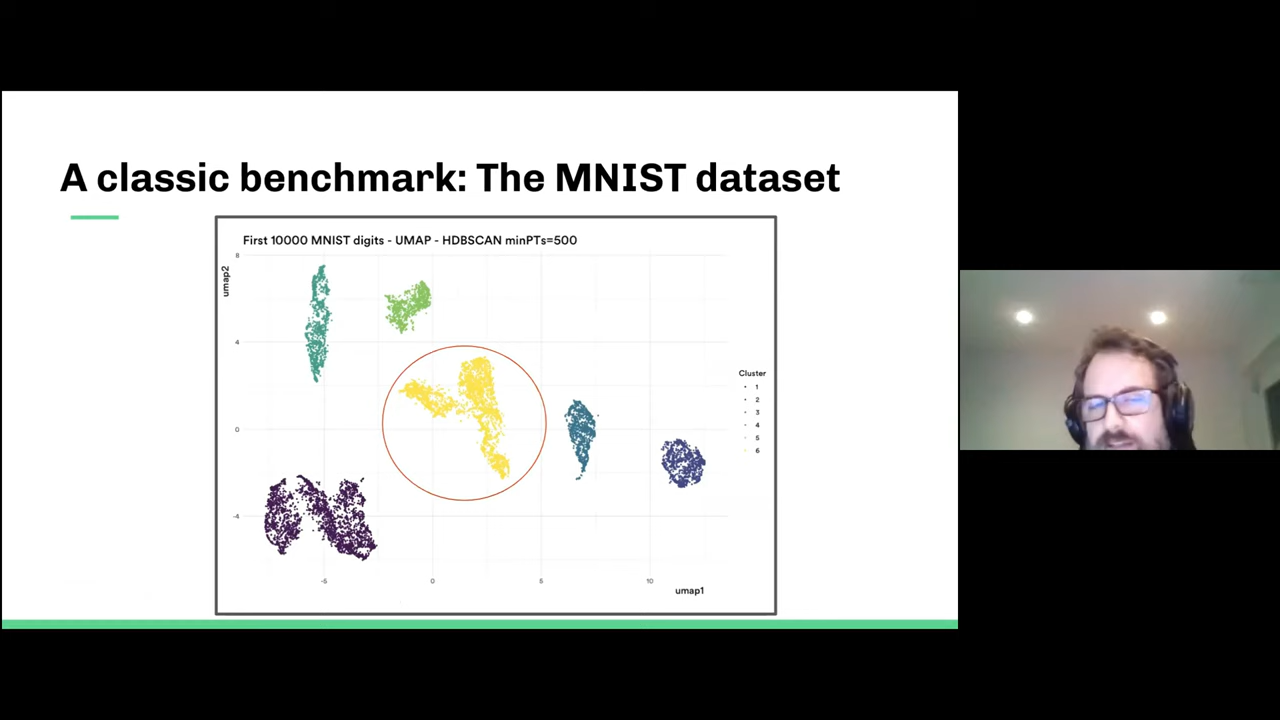 A classic benchmark: The MNIST dataset
First 10000 MNIST digits - UMAP - HDBSCAN minPTs=500
umap2
8
4
0
-4
-5
0
5
10
umap1
Cluster
1
2
3
4
5
6